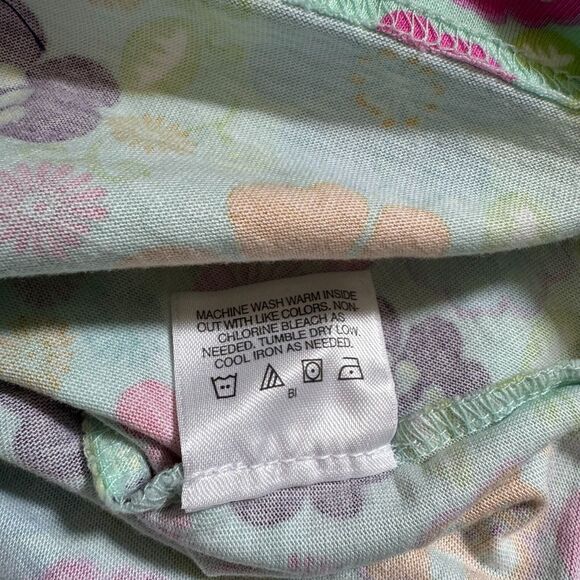 MACHINE WASH WARM INSIDE
OUT WITH LIKE COLORS. NON-
CHLORINE BLEACH AS
NEEDED. TUMBLE DRY LOW.
COOL IRON AS NEEDED.
BI